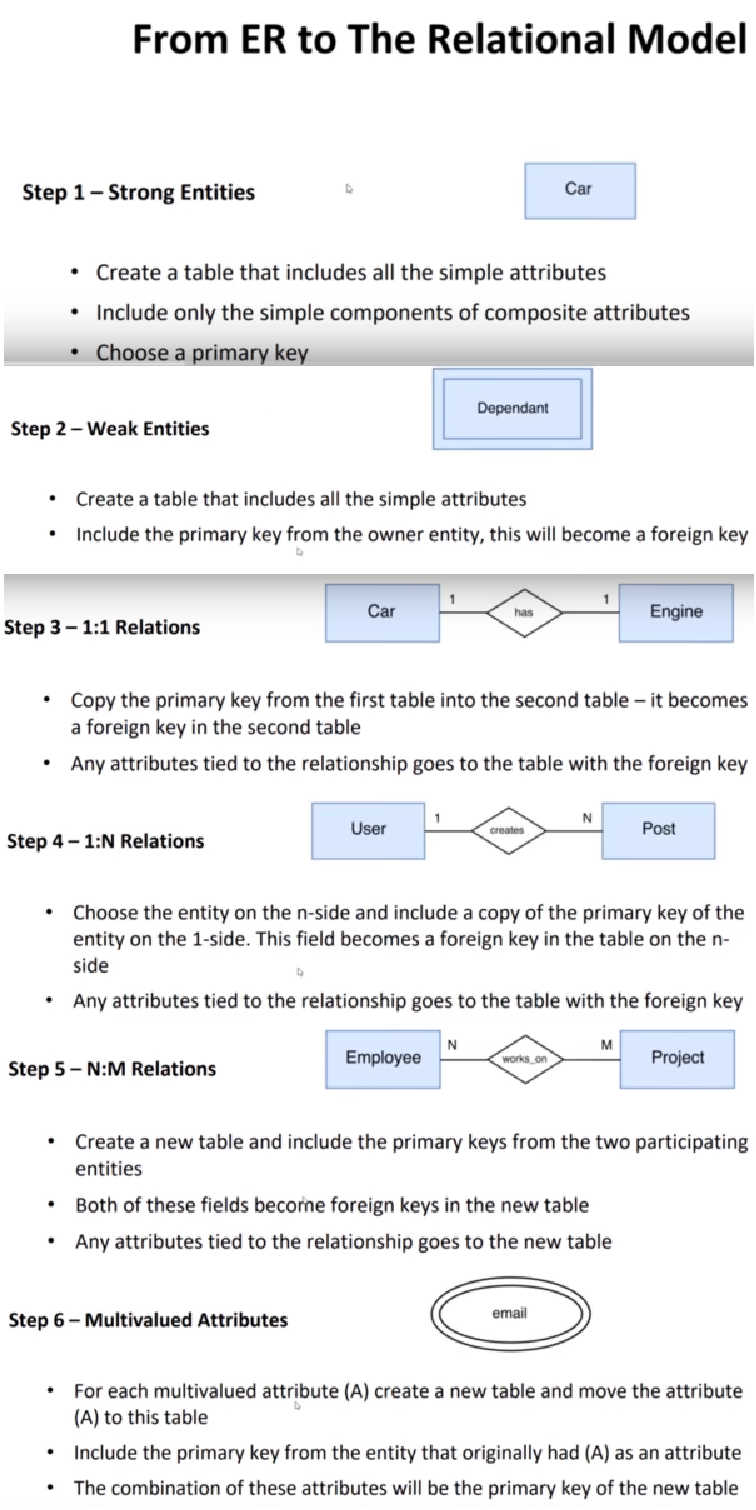 From ER to The Relational Model
Step 1 – Strong Entities
Car
• Create a table that includes all the simple attributes
• Include only the simple components of composite attributes
• Choose a primary key
Dependant
Step 2 – Weak Entities
• Create a table that includes all the simple attributes
• Include the primary key from the owner entity, this will become a foreign key
Car
1
has
1
Engine
Step 3 – 1:1 Relations
• Copy the primary key from the first table into the second table – it becomes
a foreign key in the second table
• Any attributes tied to the relationship goes to the table with the foreign key
User
1
creates
N
Post
Step 4 – 1:N Relations
• Choose the entity on the n-side and include a copy of the primary key of the
entity on the 1-side. This field becomes a foreign key in the table on the n-
side
• Any attributes tied to the relationship goes to the table with the foreign key
Employee
N
works_on
M
Project
Step 5 – N:M Relations
• Create a new table and include the primary keys from the two participating
entities
• Both of these fields become foreign keys in the new table
• Any attributes tied to the relationship goes to the new table
email
Step 6 – Multivalued Attributes
• For each multivalued attribute (A) create a new table and move the attribute
(A) to this table
• Include the primary key from the entity that originally had (A) as an attribute
• The combination of these attributes will be the primary key of the new table